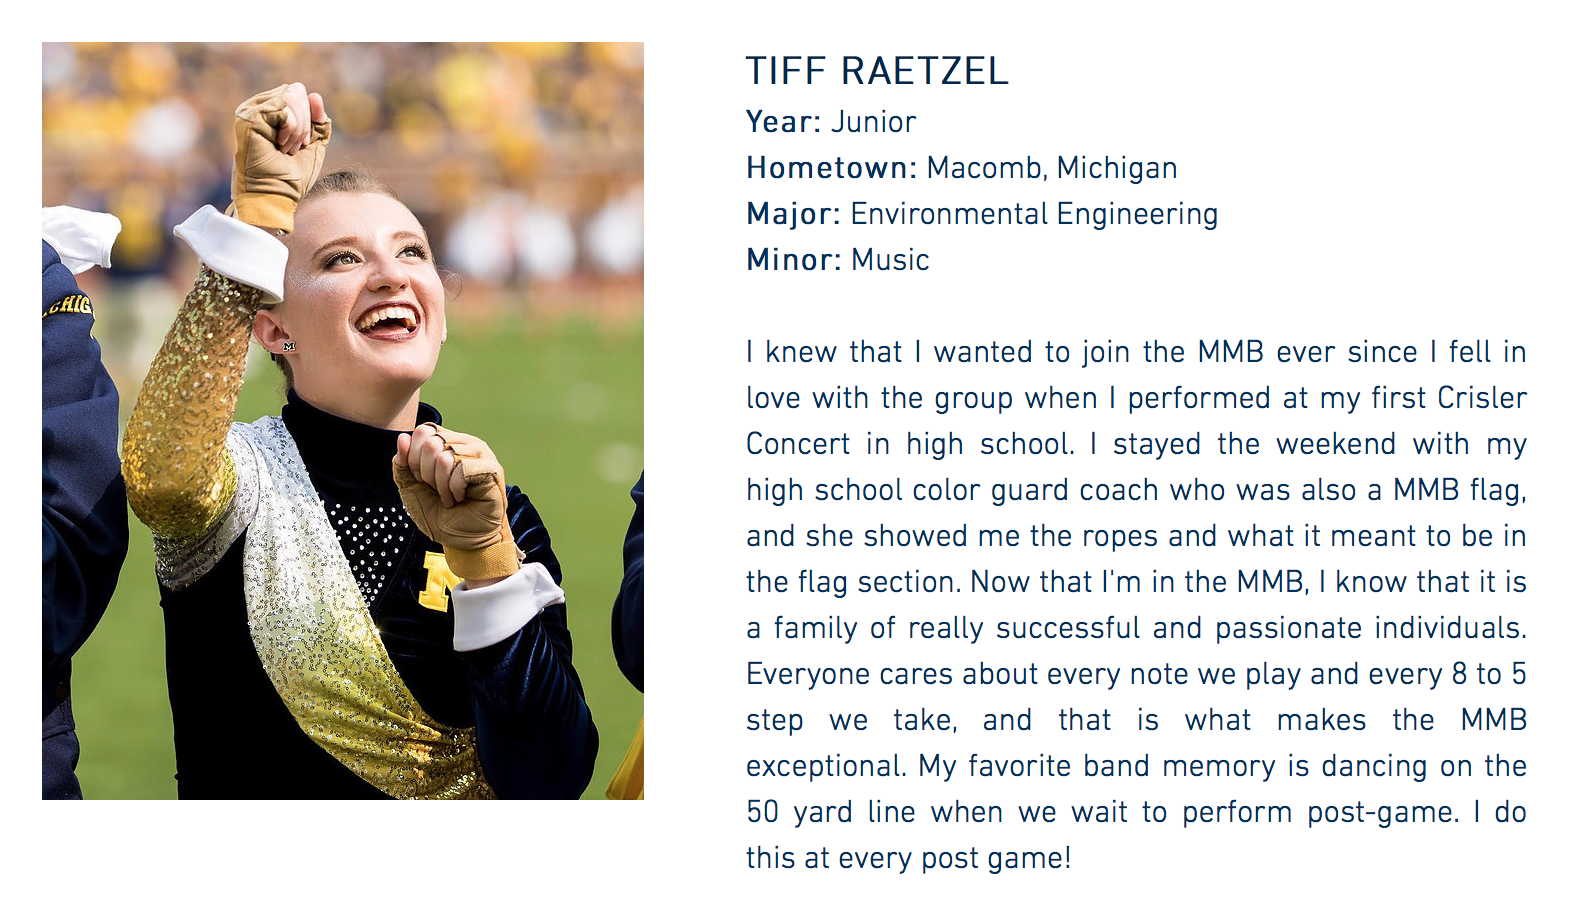 CHIG
M
M
TIFF RAETZEL
Year: Junior
Hometown: Macomb, Michigan
Major: Environmental Engineering
Minor: Music
I knew that I wanted to join the MMB ever since I fell in
love with the group when I performed at my first Crisler
Concert in high school. I stayed the weekend with my
high school color guard coach who was also a MMB flag,
and she showed me the ropes and what it meant to be in
the flag section. Now that I'm in the MMB, I know that it is
a family of really successful and passionate individuals.
Everyone cares about every note we play and every 8 to 5
step we take, and that is what makes the MMB
exceptional. My favorite band memory is dancing on the
50 yard line when we wait to perform post-game. I do
this at every post game!